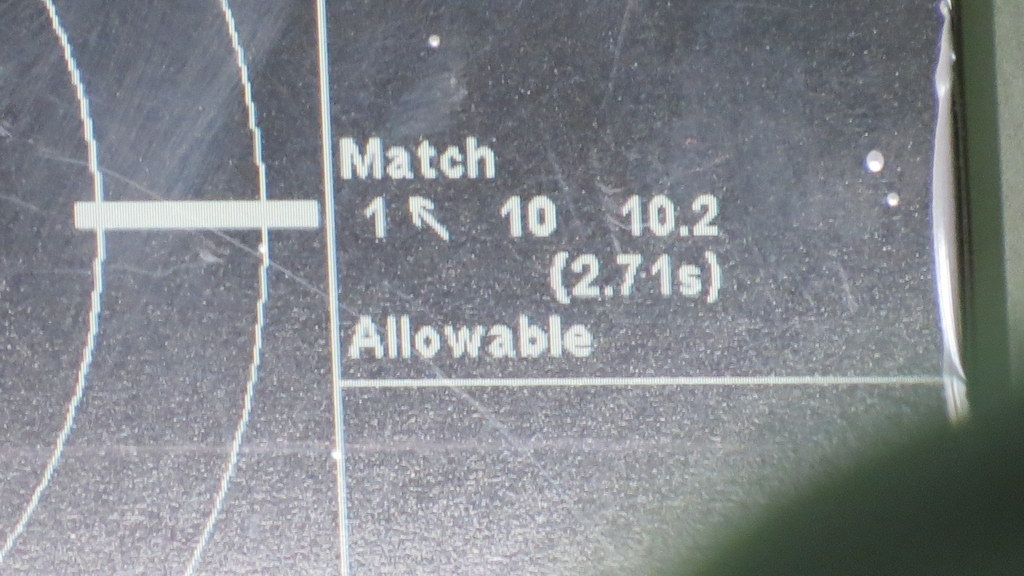 Match
1 ↖ 10 10.2
(2.71s)
Allowable